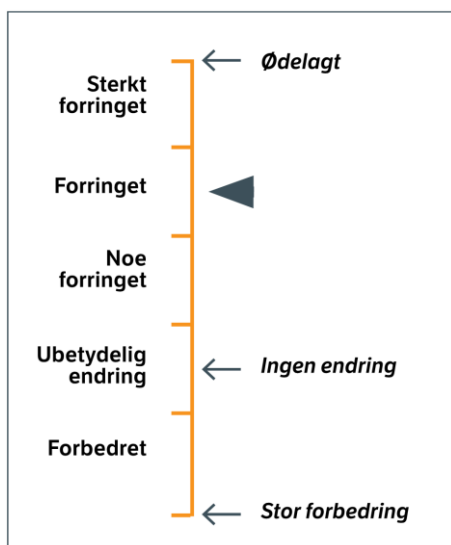 Ødelagt
Sterkt
forringet
Forringet
Noe
forringet
Ubetydelig
endring
Ingen endring
Forbedret
Stor forbedring